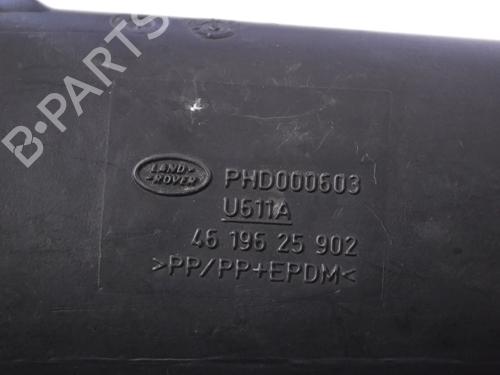 B-PARTS
LAND-
-ROVER
PHD000603
U611A
46 196 25 902
>PP/PP+EPDM<